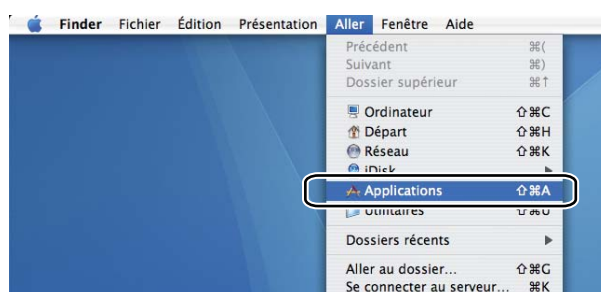 Finder Fichier Édition Présentation Aller Fenêtre Aide
Précédent ⌘(
Suivant ⌘)
Dossier supérieur ⌘↑
Ordinateur ⇧⌘C
Départ ⇧⌘H
Réseau ⇧⌘K
iDisk
Applications ⇧⌘A
Utilitaires ⇧⌘U
Dossiers récents
Aller au dossier... ⇧⌘G
Se connecter au serveur... ⌘K